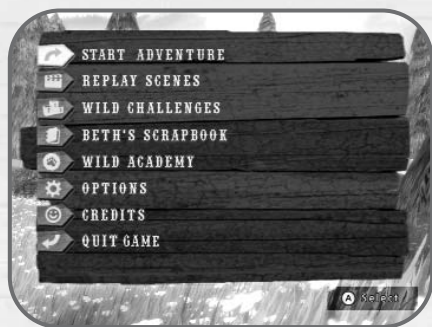 START ADVENTURE
REPLAY SCENES
WILD CHALLENGES
BETH'S SCRAPBOOK
WILD ACADEMY
OPTIONS
CREDITS
QUIT GAME
A Select